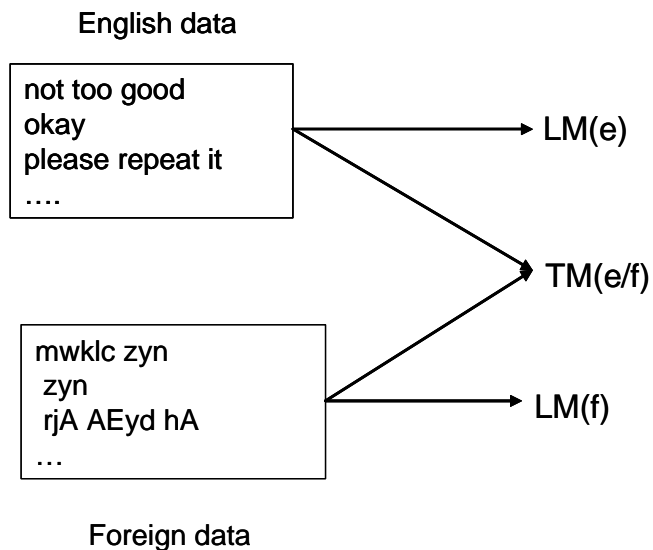 English data
not too good
okay
please repeat it
....
LM(e)
TM(e/f)
mwklc zyn
zyn
rjA AEyd hA
...
LM(f)
Foreign data